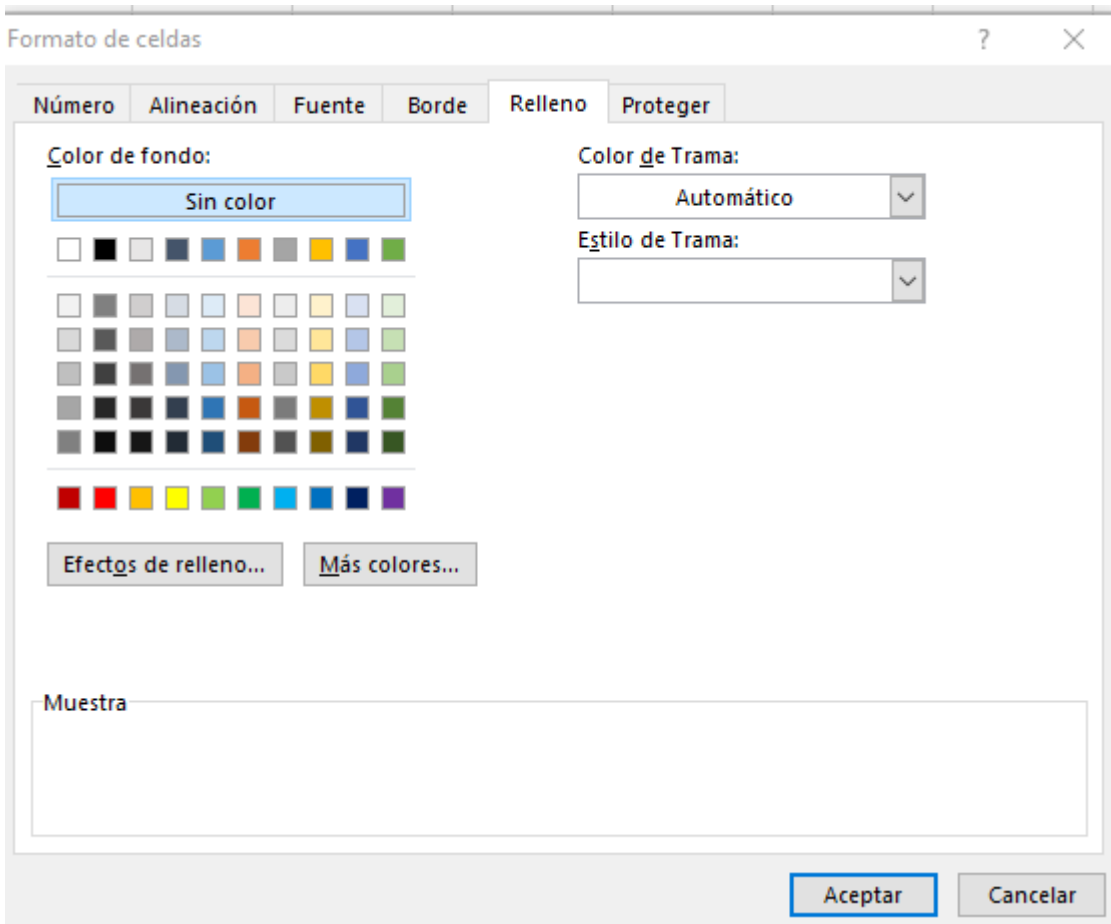 Formato de celdas ?
Número Alineación Fuente Borde Relleno Proteger
Color de fondo:
Sin color
Color de Trama:
Automático
Estilo de Trama:
Efectos de relleno...
Más colores...
Muestra
Aceptar
Cancelar